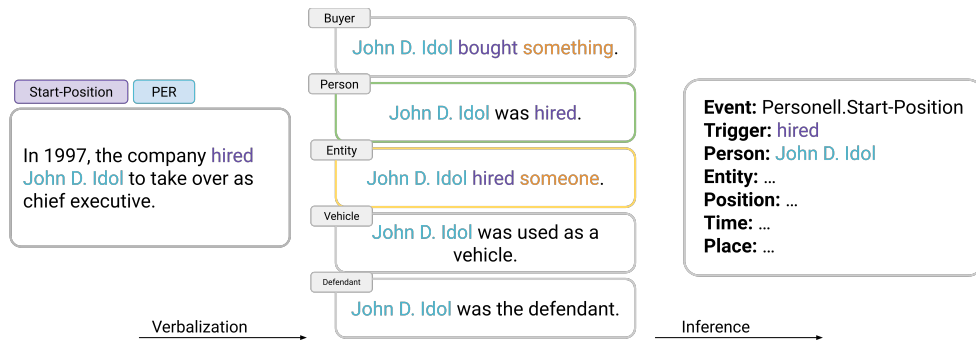 Start-Position
PER
In 1997, the company hired
John D. Idol to take over as
chief executive.
Verbalization
Buyer
John D. Idol bought something.
Person
John D. Idol was hired.
Entity
John D. Idol hired someone.
Vehicle
John D. Idol was used as a
vehicle.
Defendant
John D. Idol was the defendant.
Inference
Event: Personell.Start-Position
Trigger: hired
Person: John D. Idol
Entity: ...
Position: ...
Time: ...
Place: ...